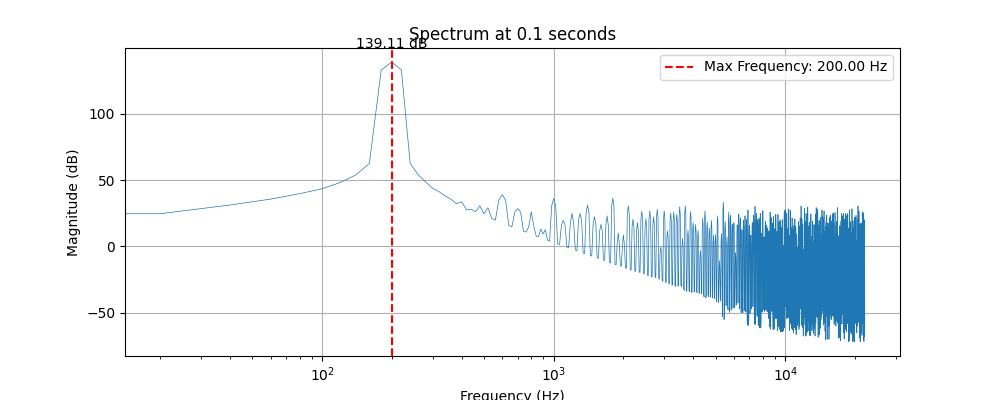 Spectrum at 0.1 seconds
139.11 dB
Max Frequency: 200.00 Hz
Magnitude (dB)
100
50
0
−50
10²
10³
10⁴
Frequency (Hz)